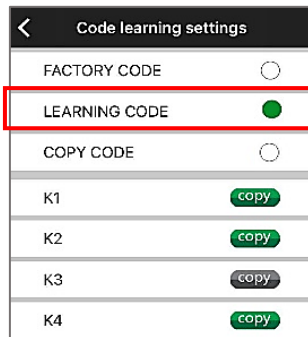 Code learning settings
FACTORY CODE
LEARNING CODE
COPY CODE
K1 copy
K2 copy
K3 copy
K4 copy